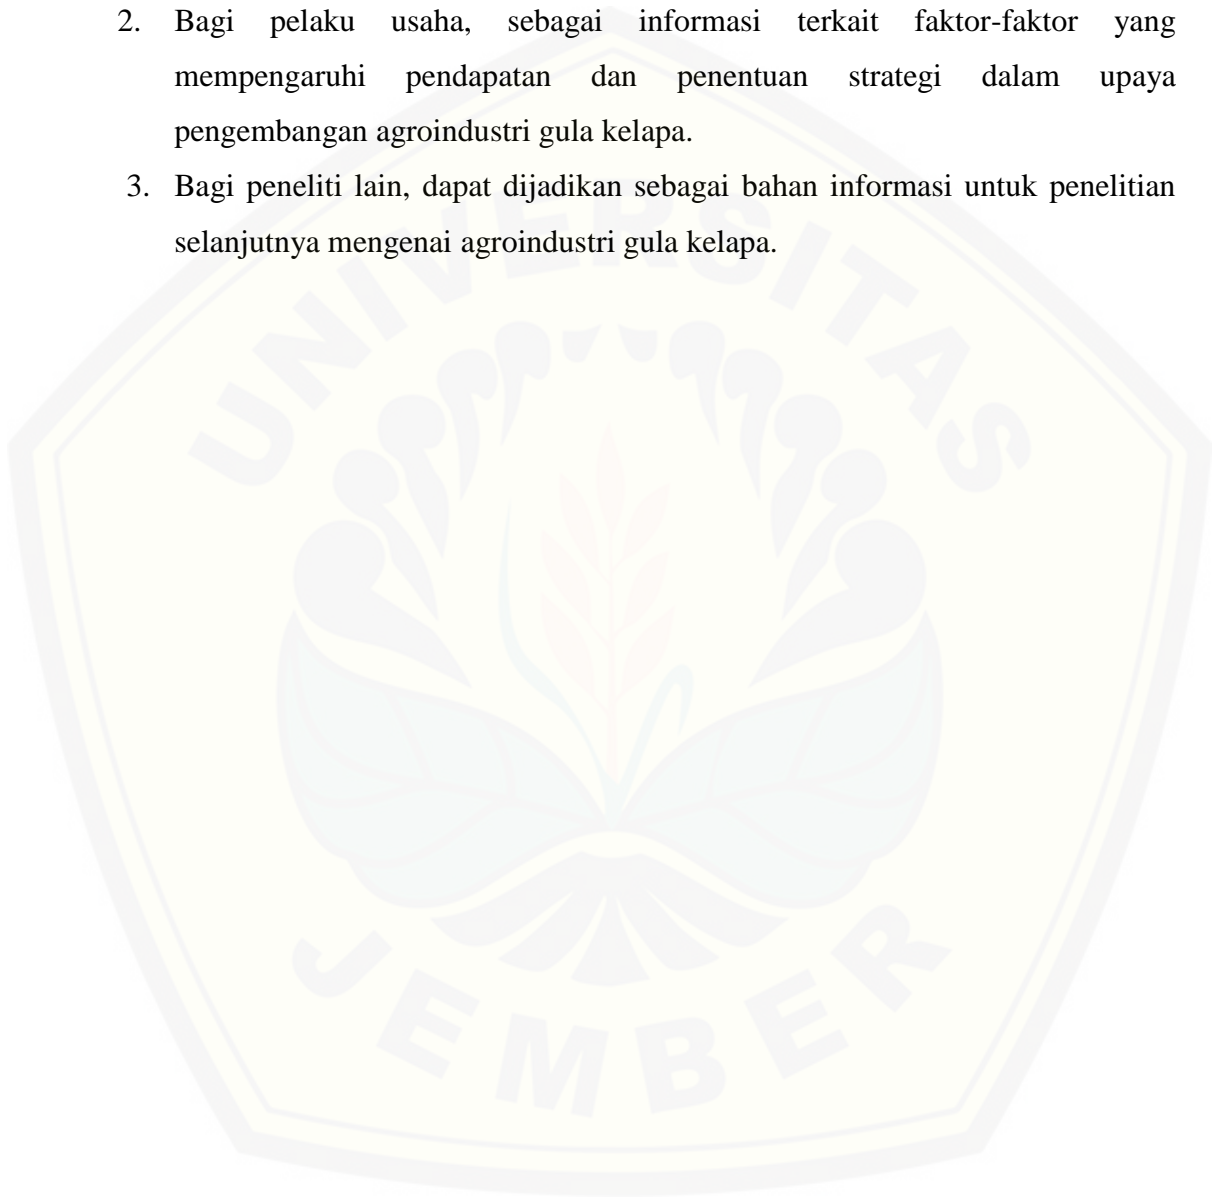 2. Bagi pelaku usaha, sebagai informasi terkait faktor-faktor yang
mempengaruhi pendapatan dan penentuan strategi dalam upaya
pengembangan agroindustri gula kelapa.
3. Bagi peneliti lain, dapat dijadikan sebagai bahan informasi untuk penelitian
selanjutnya mengenai agroindustri gula kelapa.
UNIVERSITAS
JEMBER